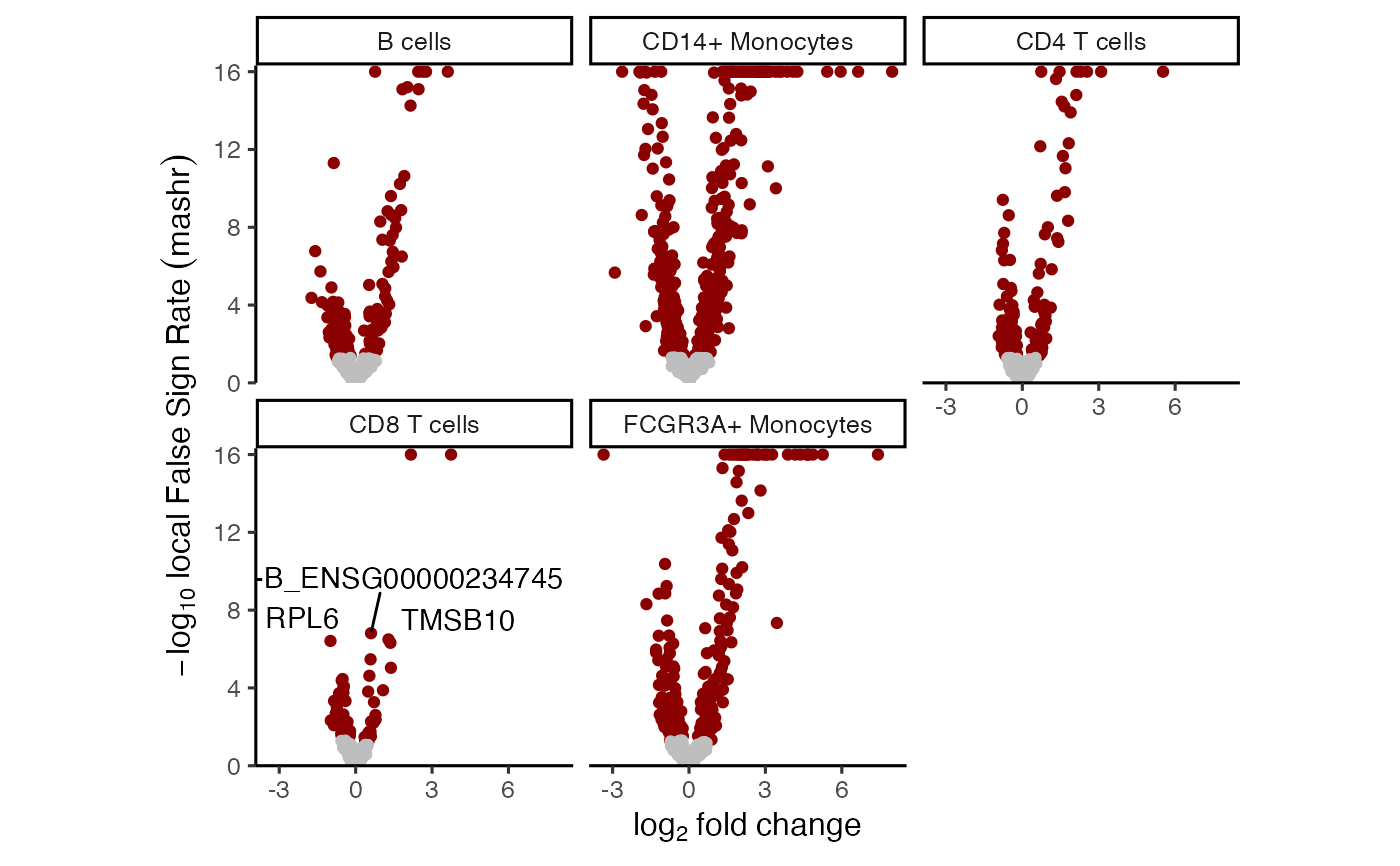 B cells
CD14+ Monocytes
CD4 T cells
16
12
8
4
0
-3 0 3 6
CD8 T cells
FCGR3A+ Monocytes
16
12
8
4
0
-B_ENSG00000234745
RPL6
TMSB10
-3 0 3 6
-3 0 3 6
log2 fold change
−log10 local False Sign Rate (mashr)